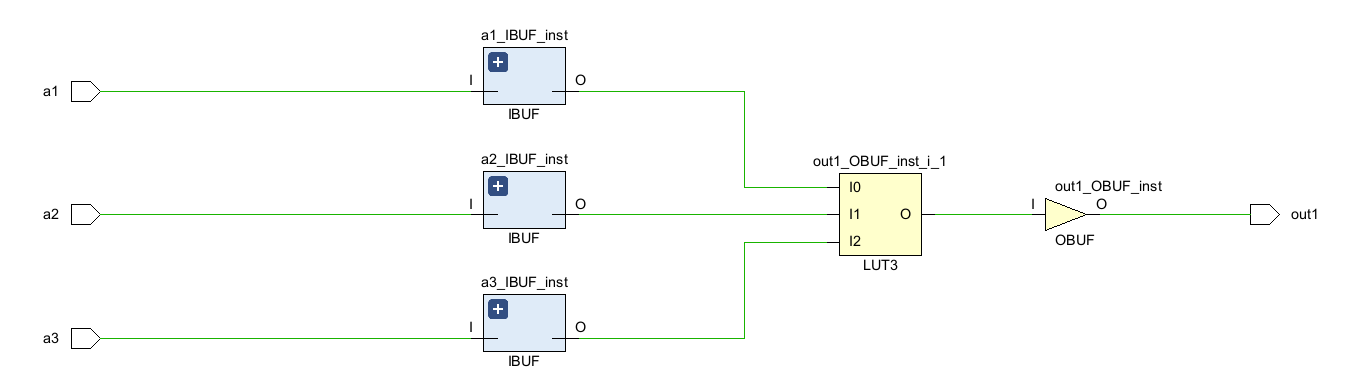 a1_IBUF_inst
a1
I
O
IBUF
a2_IBUF_inst
a2
I
O
IBUF
a3_IBUF_inst
a3
I
O
IBUF
out1_OBUF_inst_i_1
I0
I1
I2
O
LUT3
out1_OBUF_inst
I
O
OBUF
out1